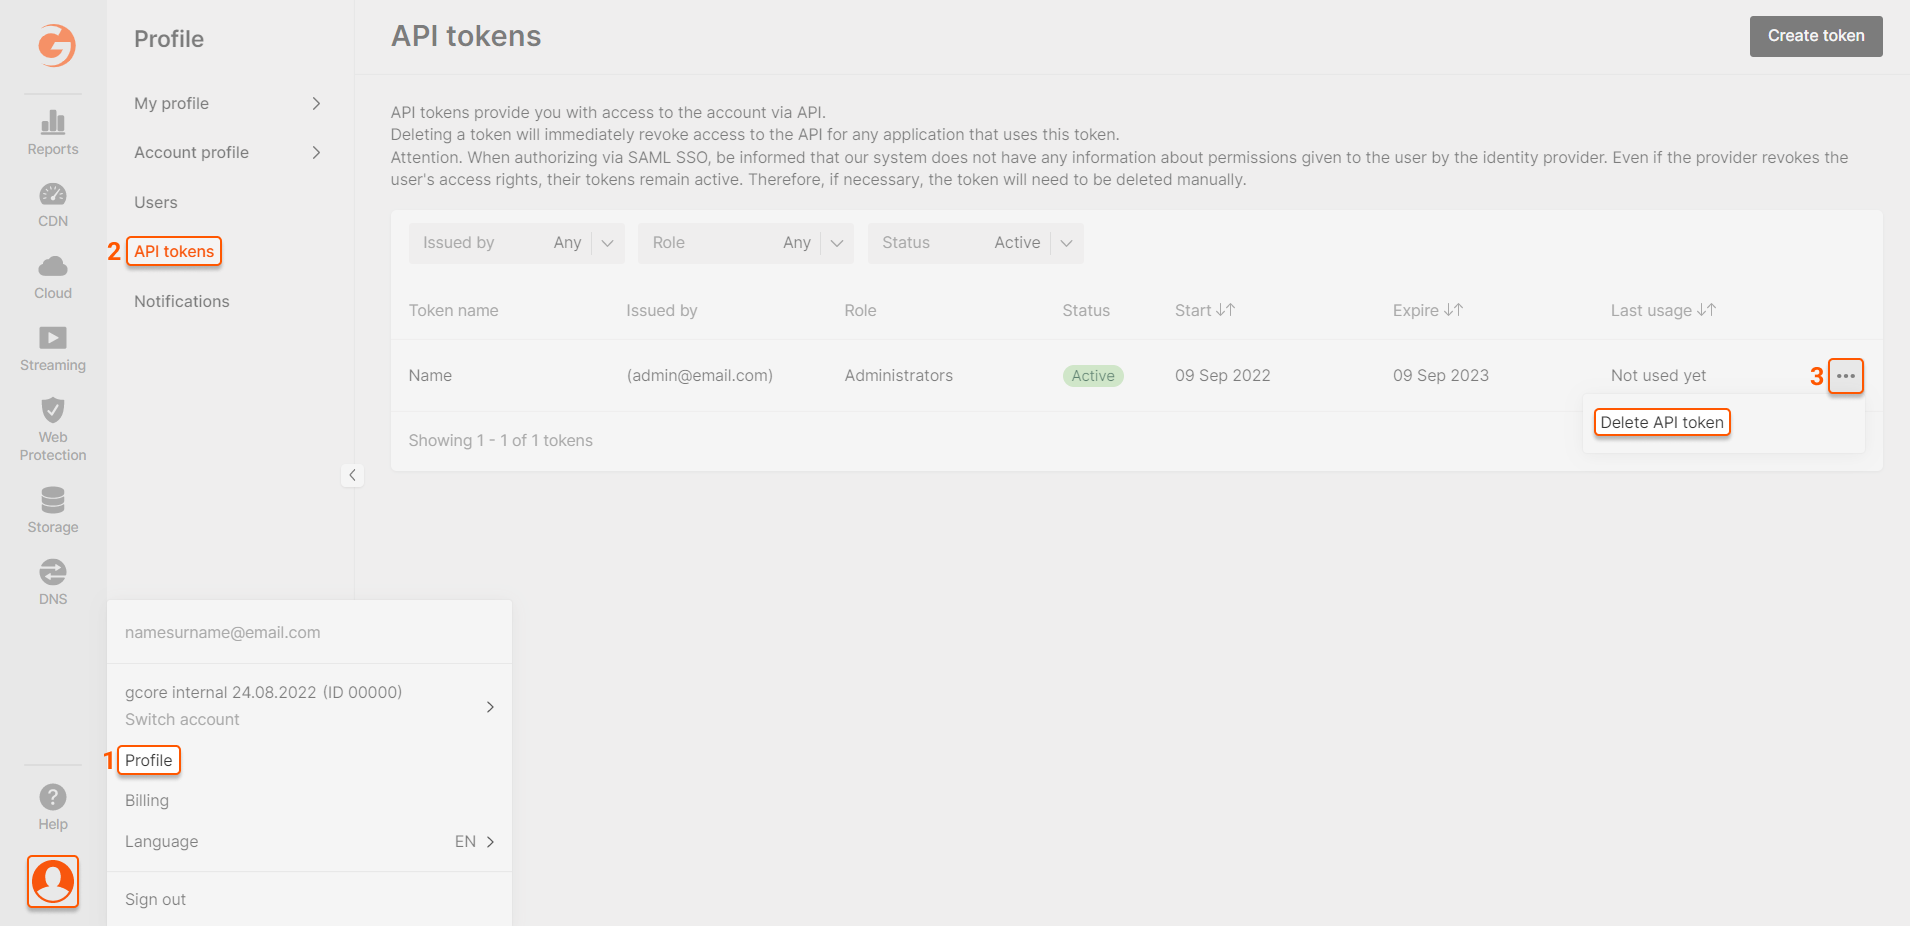 Reports
CDN
Cloud
Streaming
Web
Protection
Storage
DNS
Help
Profile
My profile
Account profile
Users
2 API tokens
Notifications
namesurname@email.com
gcore internal 24.08.2022 (ID 00000)
Switch account
1 Profile
Billing
Language EN
Sign out
API tokens
Create token
API tokens provide you with access to the account via API.
Deleting a token will immediately revoke access to the API for any application that uses this token.
Attention. When authorizing via SAML SSO, be informed that our system does not have any information about permissions given to the user by the identity provider. Even if the provider revokes the
user's access rights, their tokens remain active. Therefore, if necessary, the token will need to be deleted manually.
Issued by Any Role Any Status Active
Token name Issued by Role Status Start Expire Last usage
Name (admin@email.com) Administrators Active 09 Sep 2022 09 Sep 2023 Not used yet 3
Delete API token
Showing 1 - 1 of 1 tokens